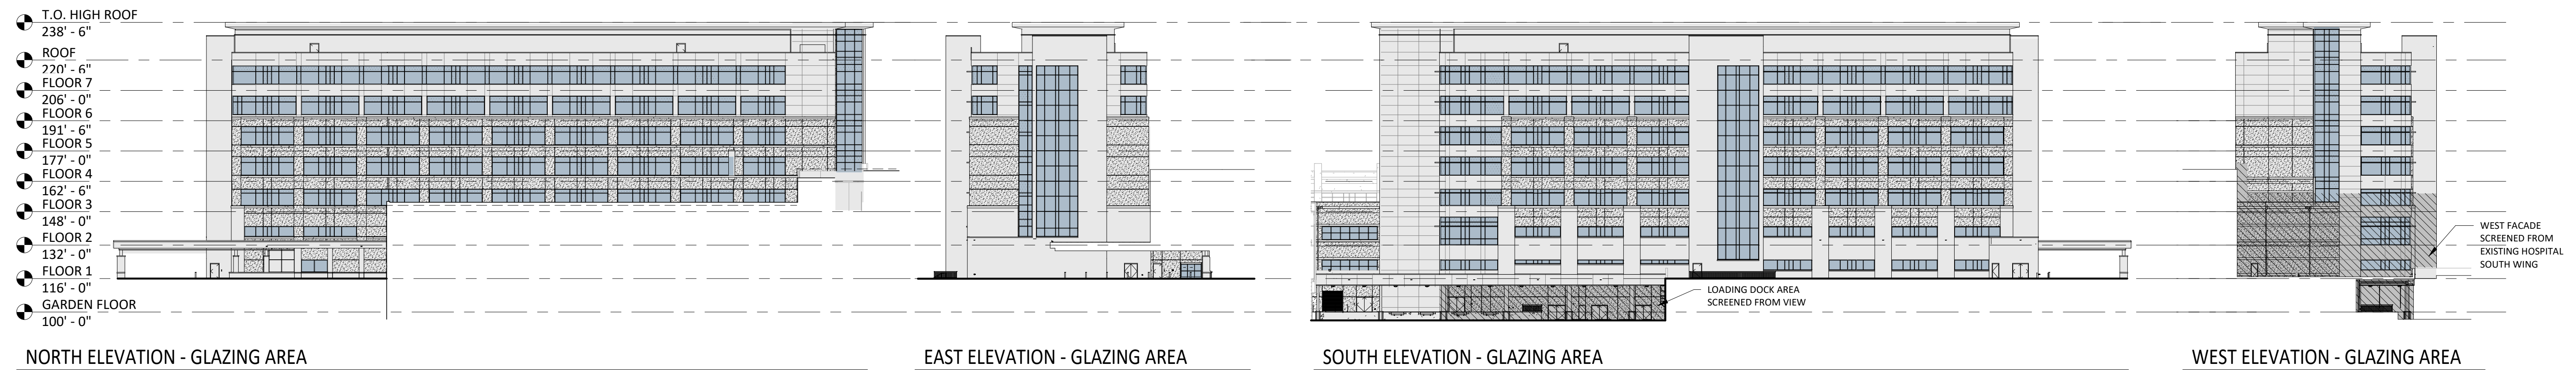 T.O. HIGH ROOF
238' - 6"
ROOF
220' - 6"
FLOOR 7
206' - 0"
FLOOR 6
191' - 6"
FLOOR 5
177' - 0"
FLOOR 4
162' - 6"
FLOOR 3
148' - 0"
FLOOR 2
132' - 0"
FLOOR 1
116' - 0"
GARDEN FLOOR
100' - 0"
LOADING DOCK AREA
SCREENED FROM VIEW
WEST FACADE
SCREENED FROM
EXISTING HOSPITAL
SOUTH WING
NORTH ELEVATION - GLAZING AREA
EAST ELEVATION - GLAZING AREA
SOUTH ELEVATION - GLAZING AREA
WEST ELEVATION - GLAZING AREA